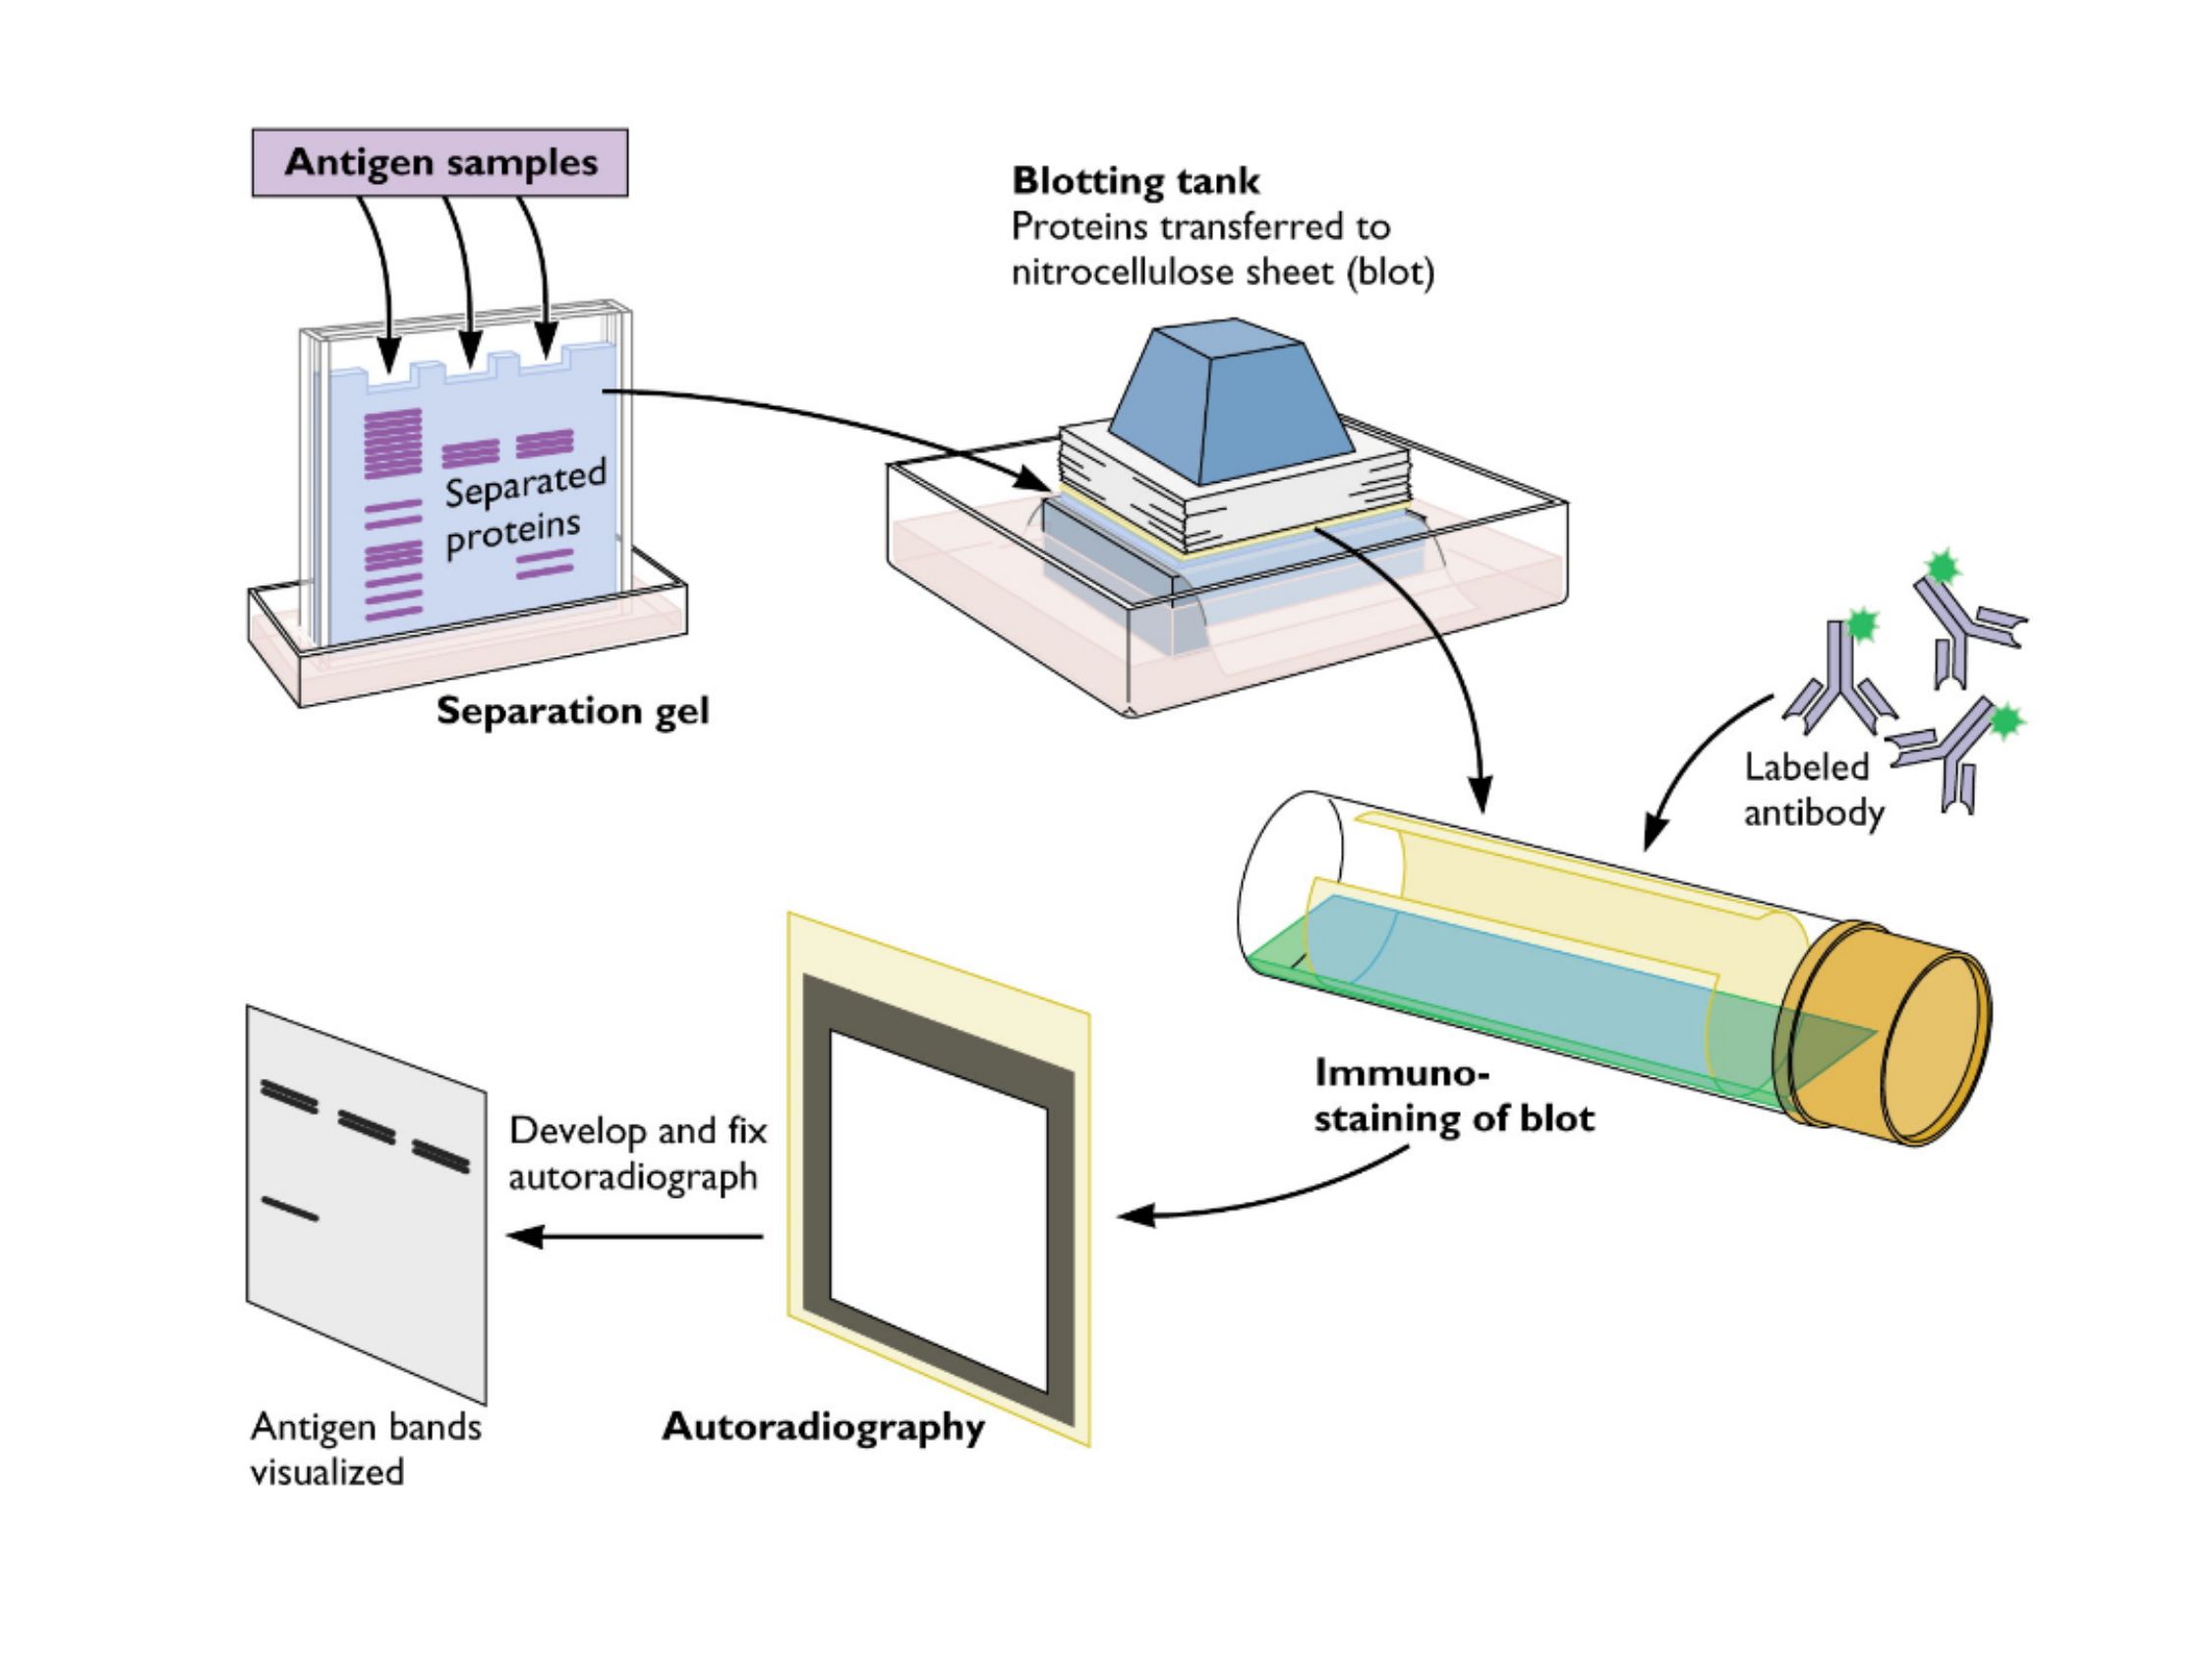 Antigen samples
Separated
proteins
Separation gel
Blotting tank
Proteins transferred to
nitrocellulose sheet (blot)
Labeled
antibody
Immuno-
staining of blot
Autoradiography
Develop and fix
autoradiograph
Antigen bands
visualized